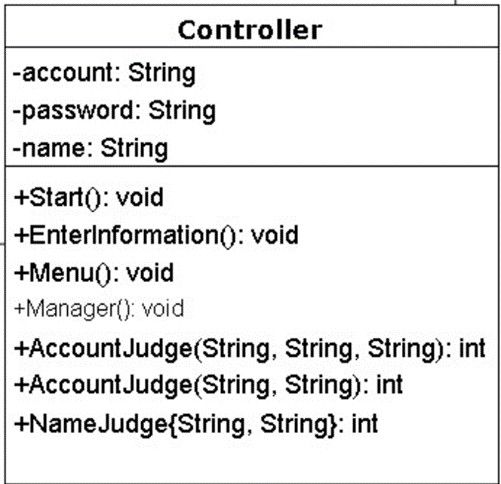 Controller
-account: String
-password: String
-name: String
+Start(): void
+EnterInformation(): void
+Menu(): void
+Manager(): void
+AccountJudge(String, String, String): int
+AccountJudge(String, String): int
+NameJudge{String, String}: int